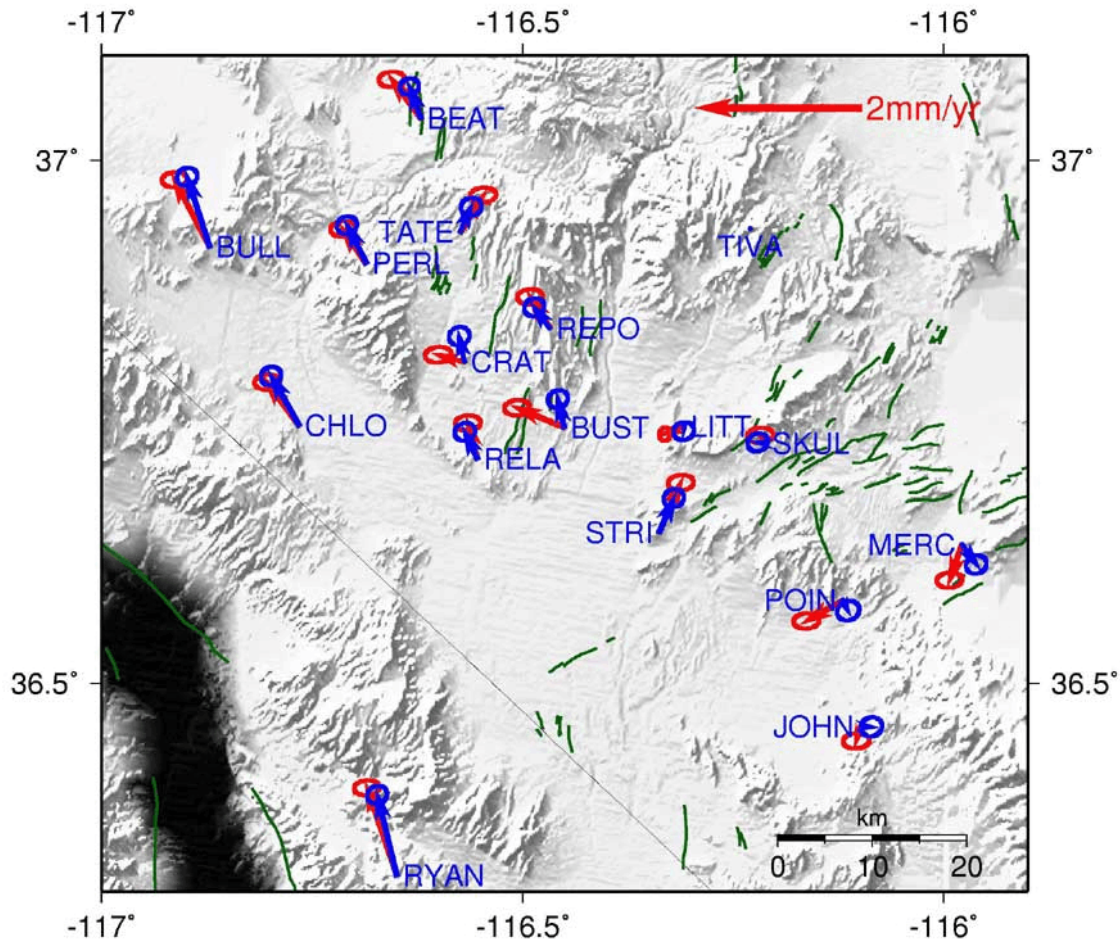 -117˚ -116.5˚ -116˚
2mm/yr
BEAT
37˚ 37˚
TATE TIVA
BULL PERL
REPO
CRAT
CHLO BUST LITT
RELA SKUL
STRI MERC
POIN
36.5˚ 36.5˚
JOHN
km
0 10 20
RYAN
-117˚ -116.5˚ -116˚